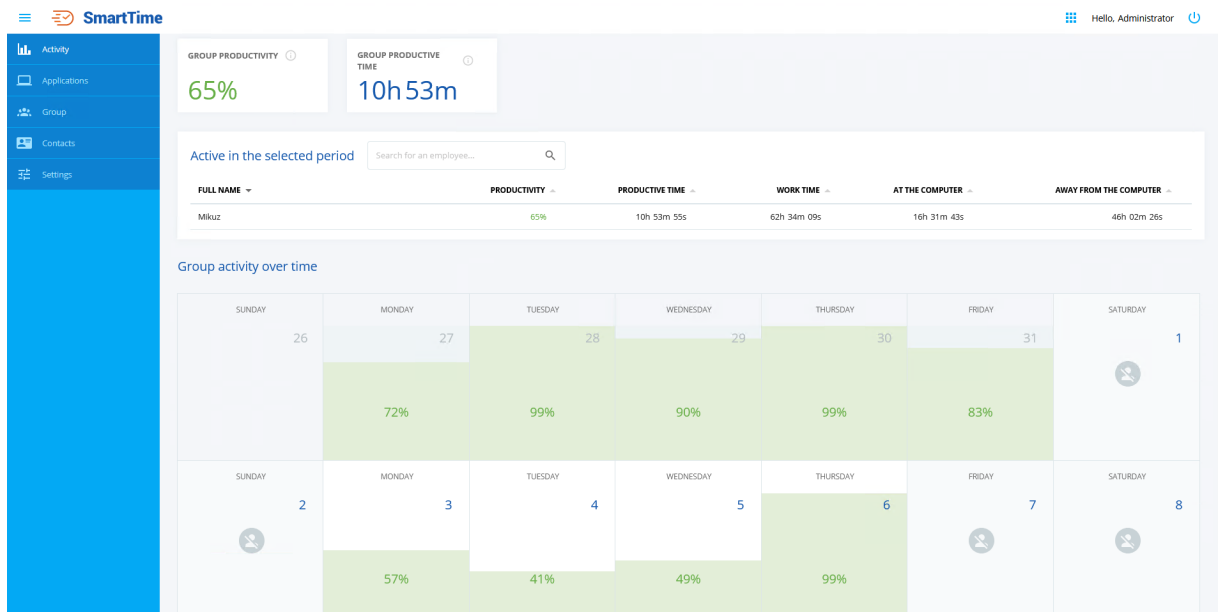 SmartTime
Hello, Administrator
Activity
Applications
Group
Contacts
Settings
GROUP PRODUCTIVITY
65%
GROUP PRODUCTIVE
TIME
10h 53m
Active in the selected period
Search for an employee...
FULL NAME PRODUCTIVITY PRODUCTIVE TIME WORK TIME AT THE COMPUTER AWAY FROM THE COMPUTER
Mikuz 65% 10h 53m 55s 62h 34m 09s 16h 31m 43s 46h 02m 26s
Group activity over time
SUNDAY MONDAY TUESDAY WEDNESDAY THURSDAY FRIDAY SATURDAY
26 27 28 29 30 31 1
72% 99% 90% 99% 83%
SUNDAY MONDAY TUESDAY WEDNESDAY THURSDAY FRIDAY SATURDAY
2 3 4 5 6 7 8
57% 41% 49% 99%